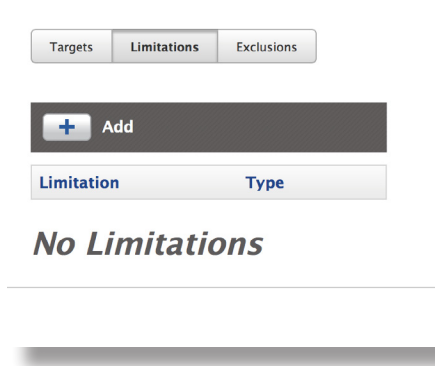 Targets Limitations Exclusions
+ Add
Limitation Type
No Limitations